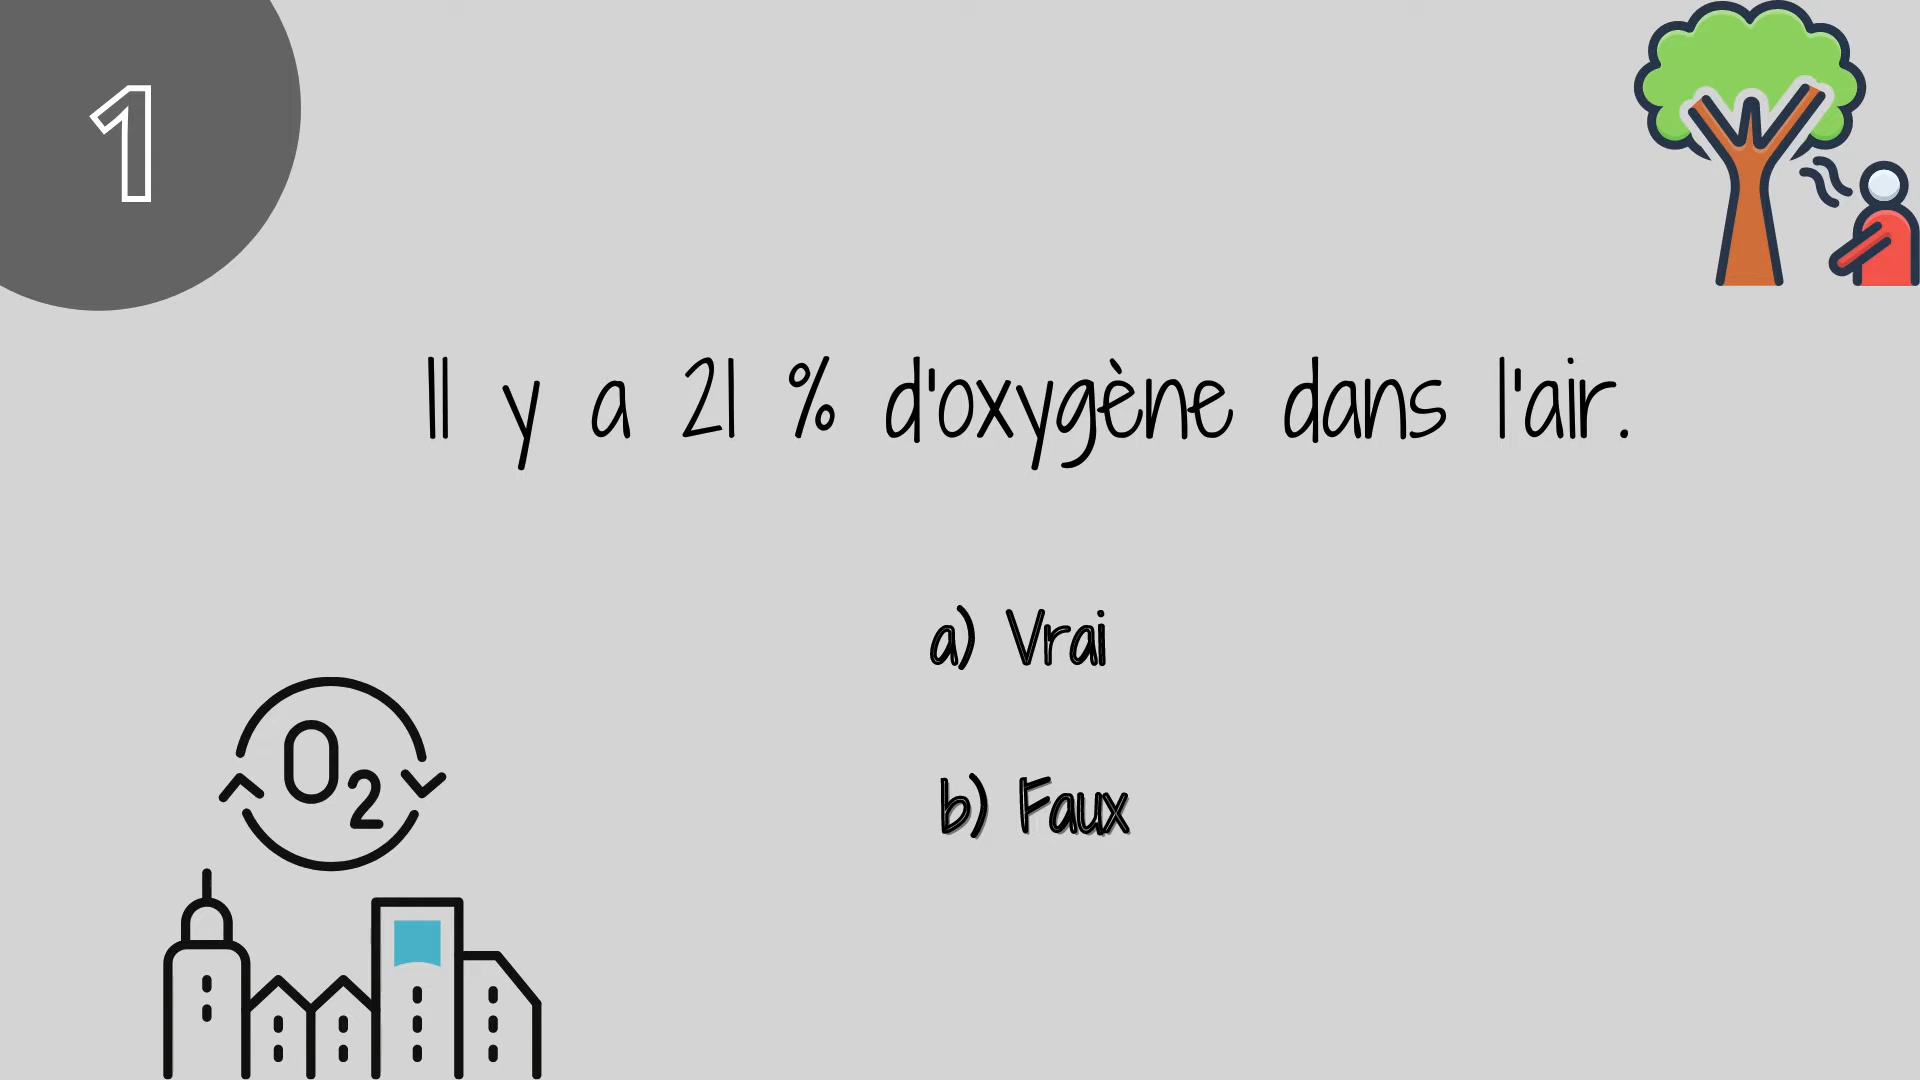 1
Il y a 21 % d'oxygène dans l'air.
a) Vrai
b) Faux
O2